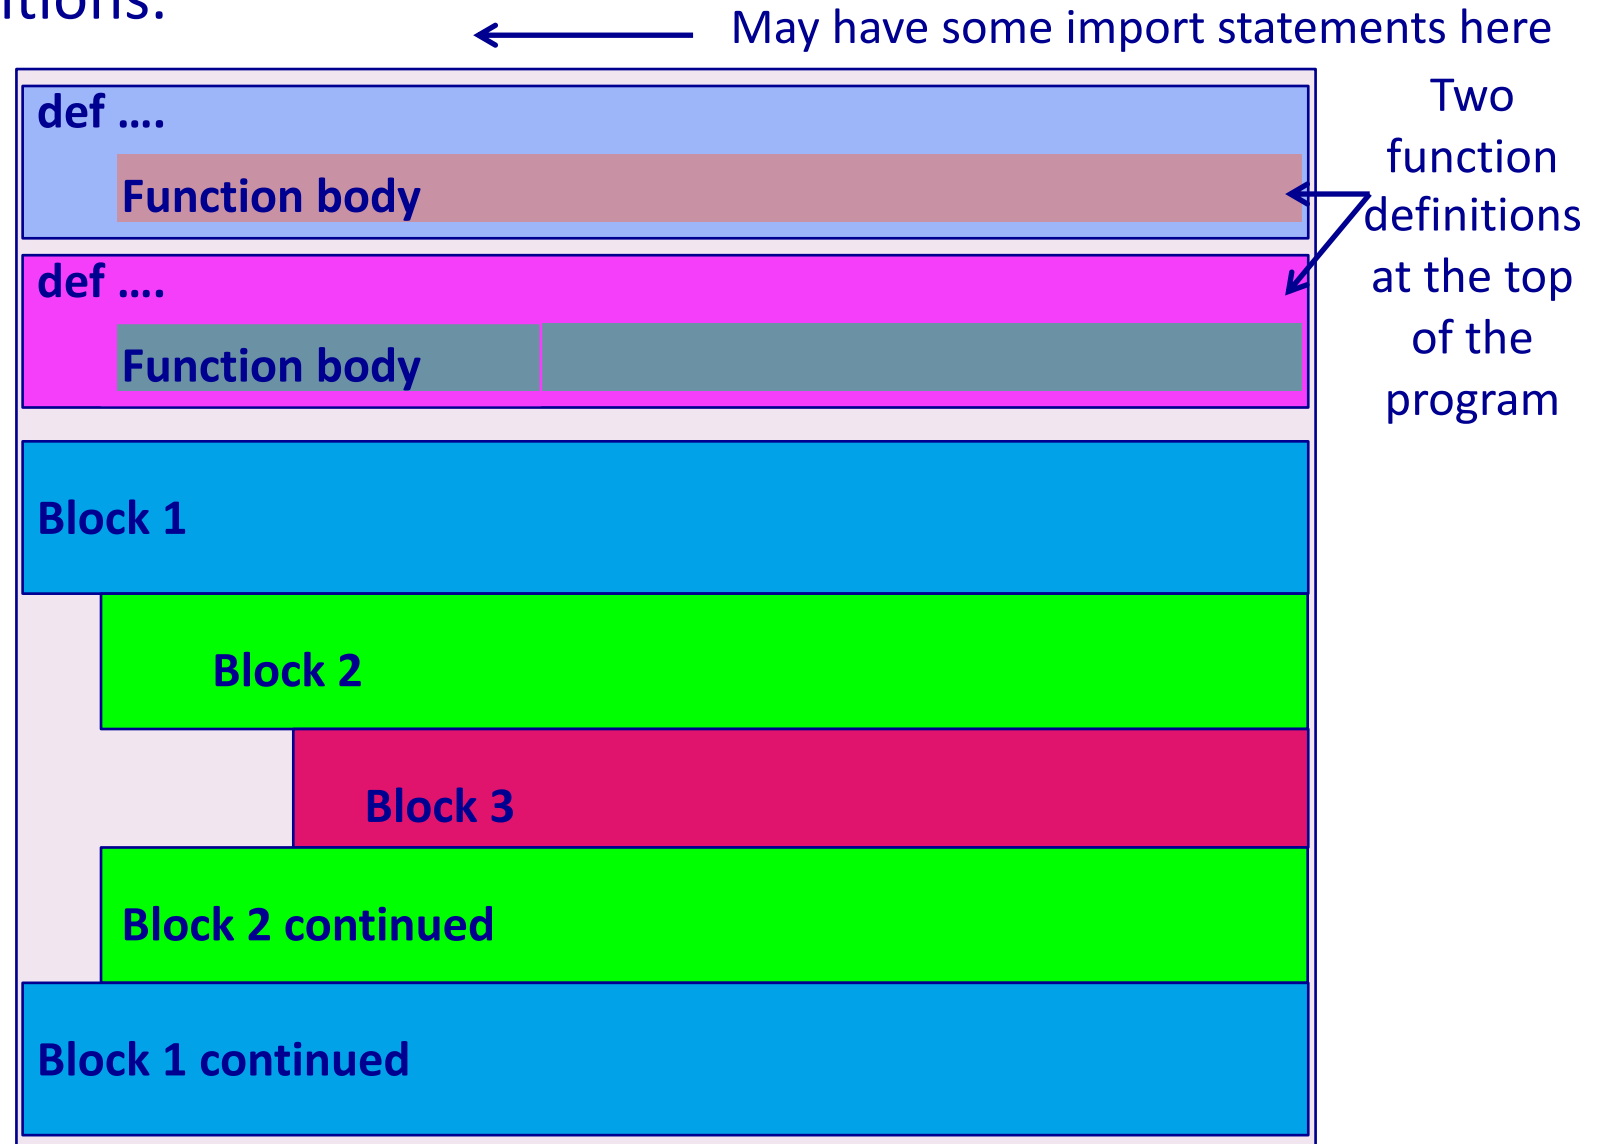 May have some import statements here
def ....
Function body
def ....
Function body
Two
function
definitions
at the top
of the
program
Block 1
Block 2
Block 3
Block 2 continued
Block 1 continued